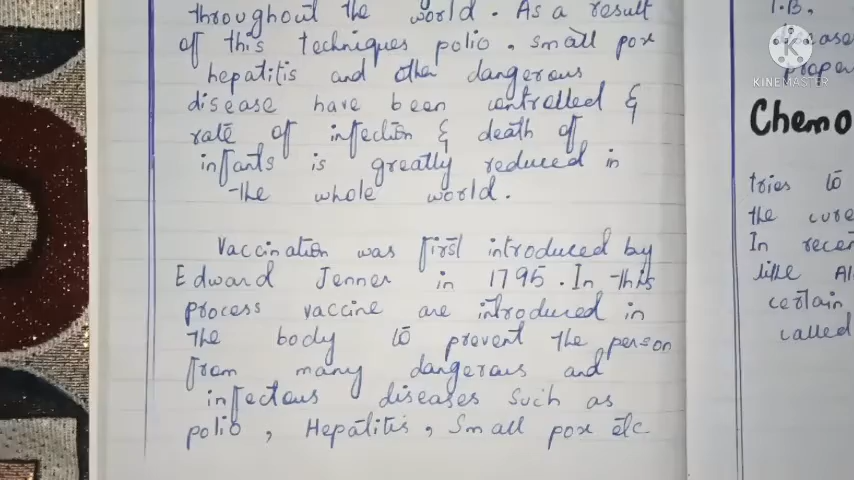 throughout the world. As a result
of this techniques polio, small pox
hepatitis and other dangerous
disease have been controlled &
rate of infection & death of
infants is greatly reduced in
the whole world.
Vaccination was first introduced by
Edward Jenner in 1795. In this
process vaccine are introduced in
the body to prevent the person
from many dangerous and
infectous diseases such as
polio, Hepatitis, Small pox etc
T.B,
proper
Chemo
tries to
the cure
In recen
like Al
certain
called
KINEMASTER